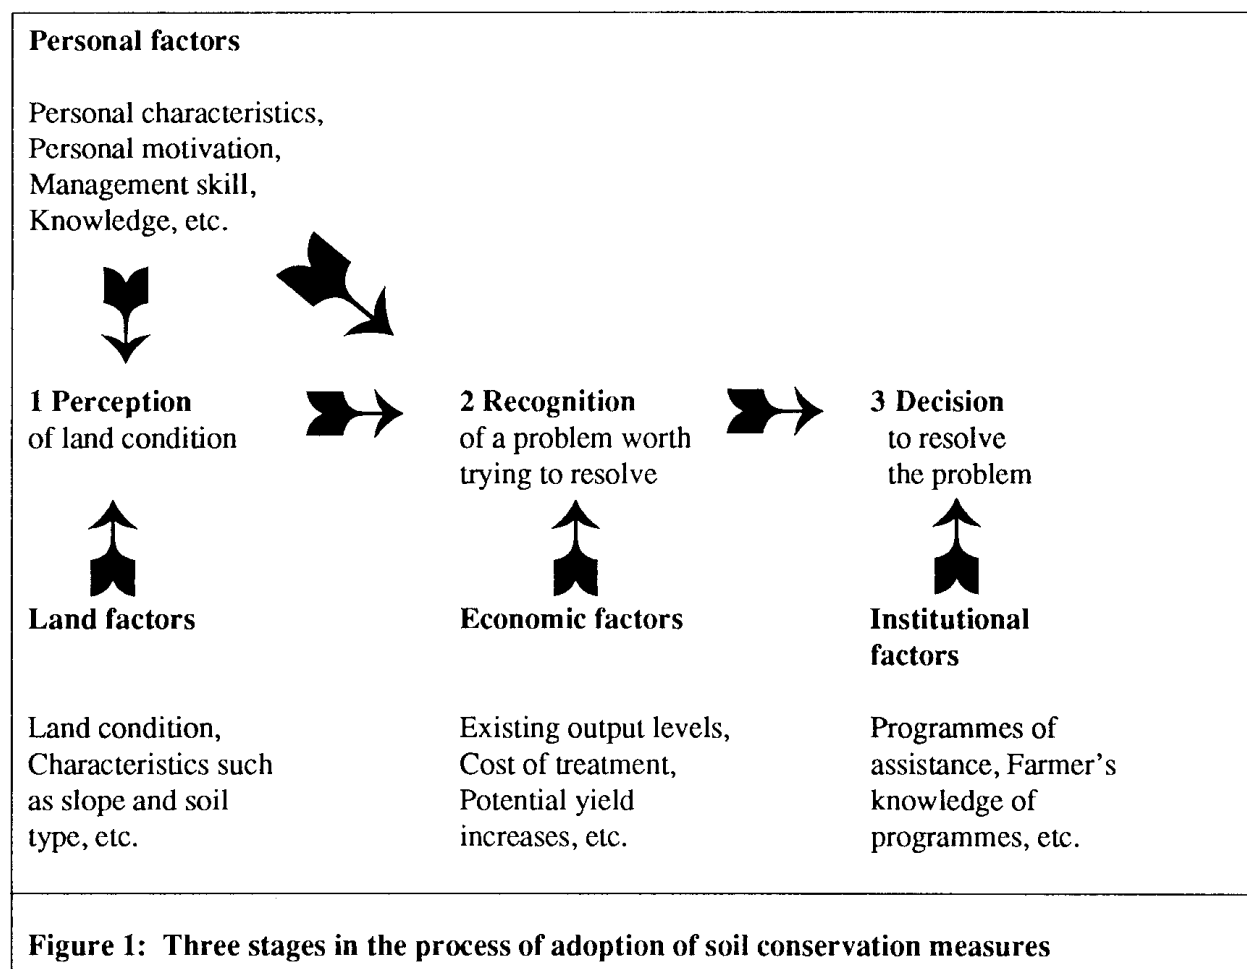 Personal factors
Personal characteristics,
Personal motivation,
Management skill,
Knowledge, etc.
1 Perception
of land condition
2 Recognition
of a problem worth
trying to resolve
3 Decision
to resolve
the problem
Land factors
Land condition,
Characteristics such
as slope and soil
type, etc.
Economic factors
Existing output levels,
Cost of treatment,
Potential yield
increases, etc.
Institutional
factors
Programmes of
assistance, Farmer's
knowledge of
programmes, etc.
Figure 1: Three stages in the process of adoption of soil conservation measures